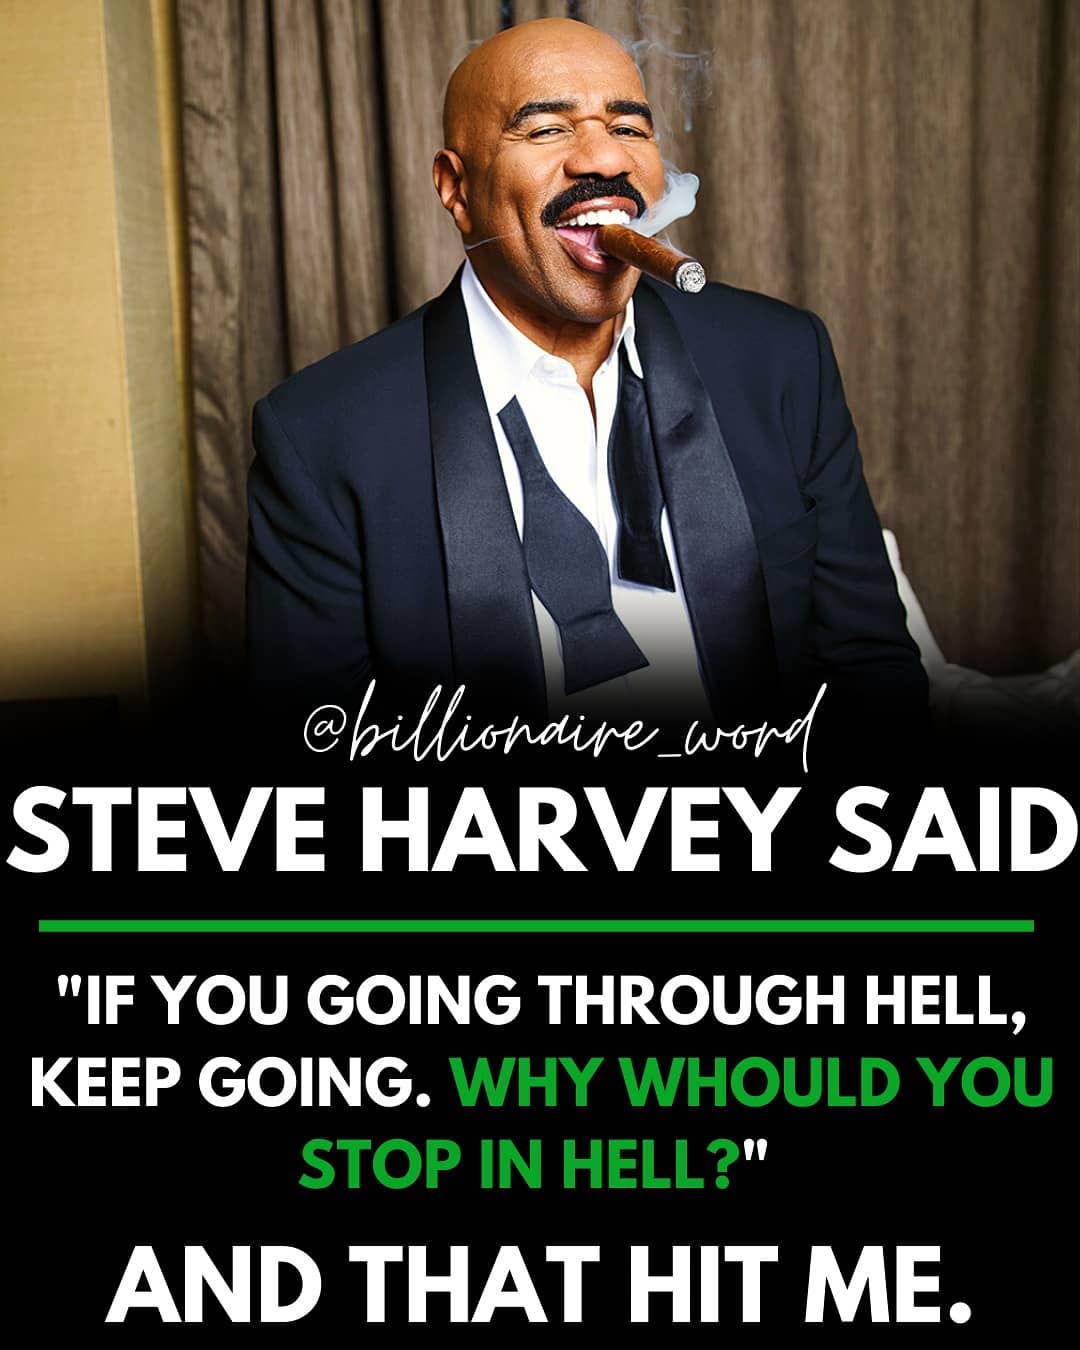 @billionaire_word
STEVE HARVEY SAID
"IF YOU GOING THROUGH HELL,
KEEP GOING. WHY WHOULD YOU
STOP IN HELL?"
AND THAT HIT ME.